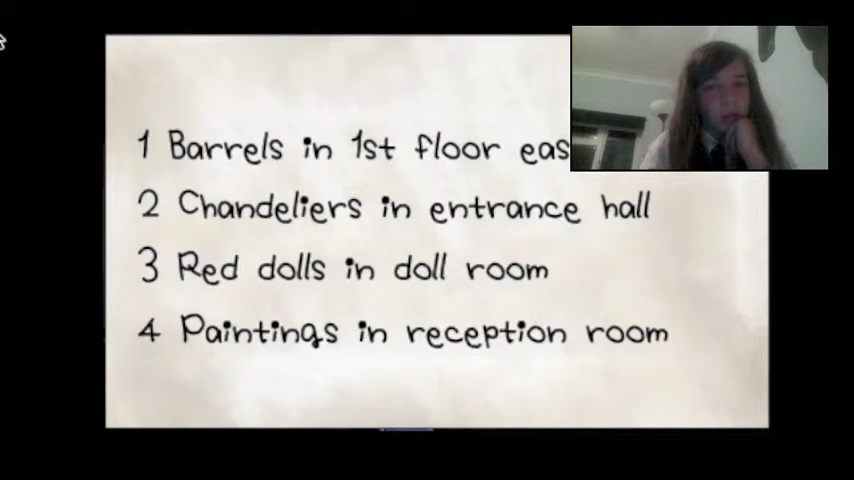 1 Barrels in 1st floor eas
2 Chandeliers in entrance hall
3 Red dolls in doll room
4 Paintings in reception room